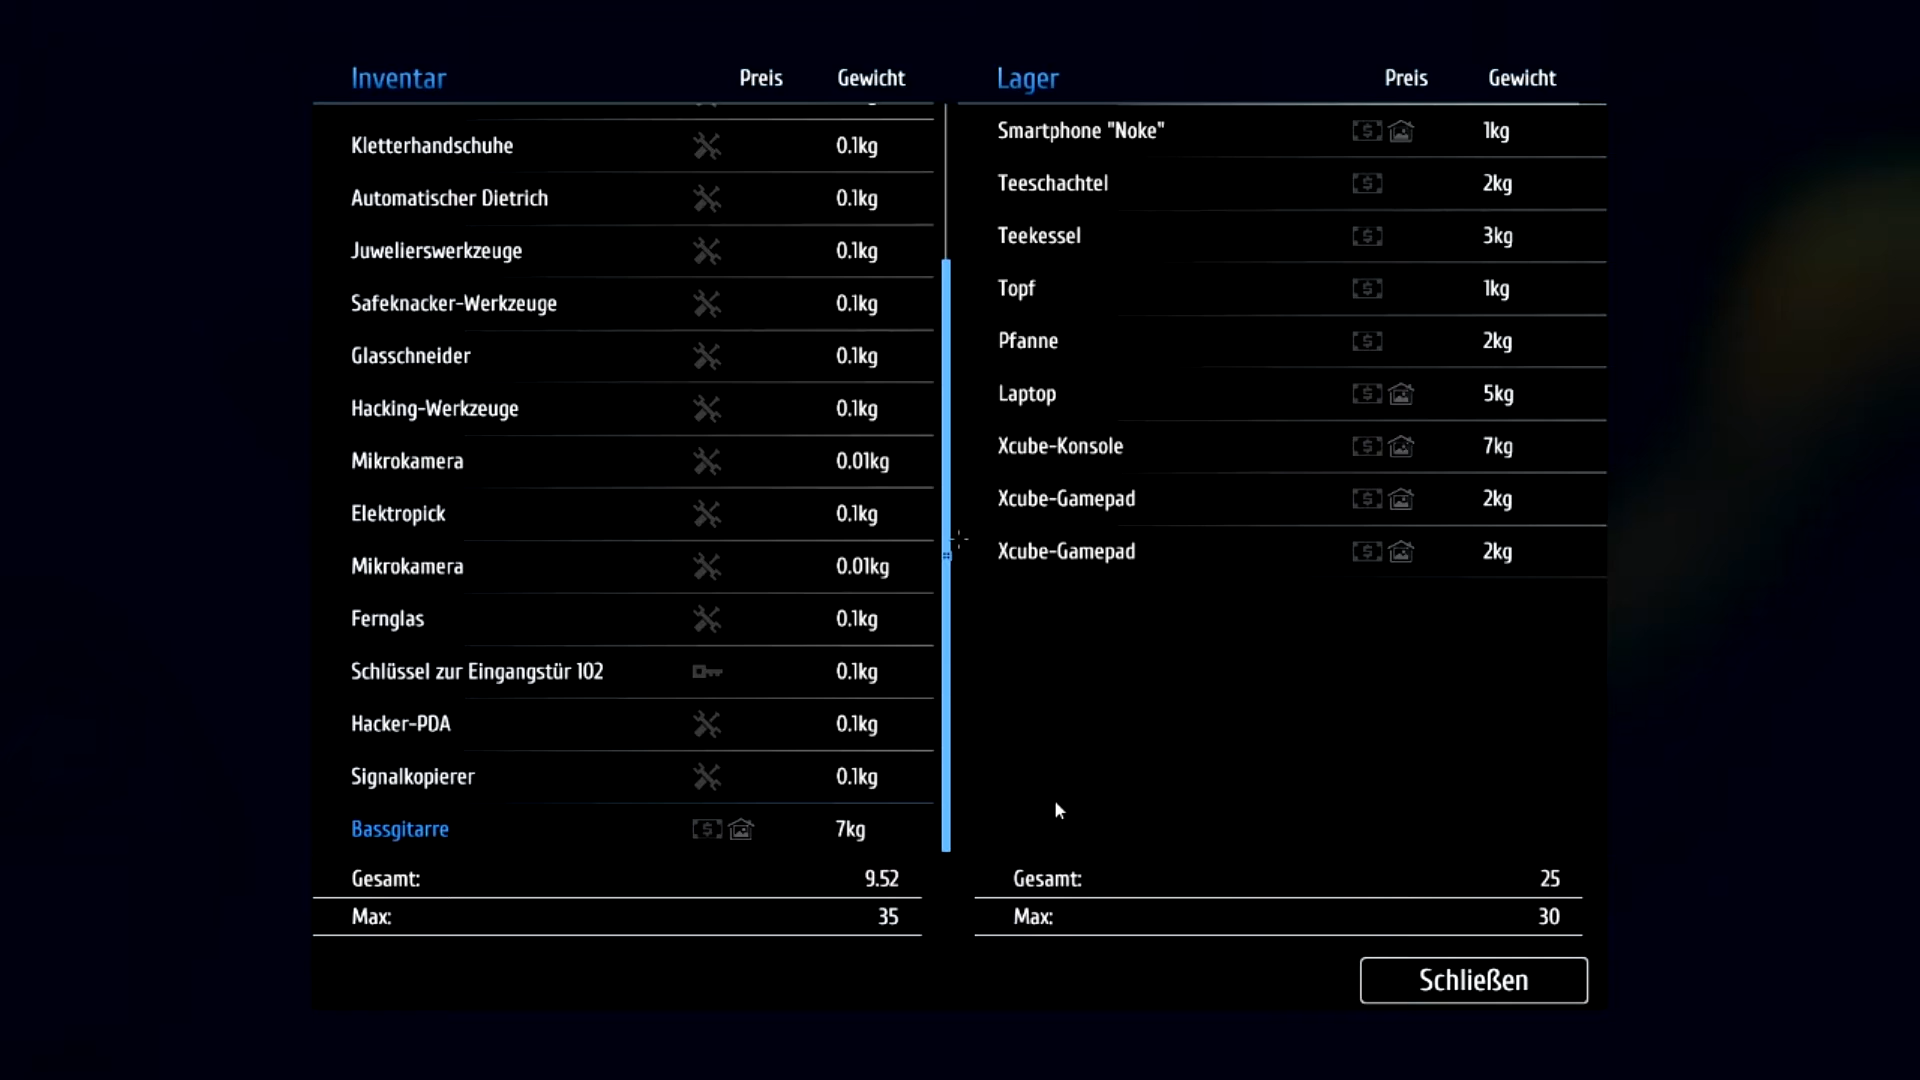 Inventar Preis Gewicht
Kletterhandschuhe 0.1kg
Automatischer Dietrich 0.1kg
Juwelierswerkzeuge 0.1kg
Safeknacker-Werkzeuge 0.1kg
Glasschneider 0.1kg
Hacking-Werkzeuge 0.1kg
Mikrokamera 0.01kg
Elektropick 0.1kg
Mikrokamera 0.01kg
Fernglas 0.1kg
Schlüssel zur Eingangstür 102 0.1kg
Hacker-PDA 0.1kg
Signalkopierer 0.1kg
Bassgitarre 7kg
Gesamt: 9.52
Max: 35
Lager Preis Gewicht
Smartphone "Noke" 1kg
Teeschachtel 2kg
Teekessel 3kg
Topf 1kg
Pfanne 2kg
Laptop 5kg
Xcube-Konsole 7kg
Xcube-Gamepad 2kg
Xcube-Gamepad 2kg
Gesamt: 25
Max: 30
Schließen